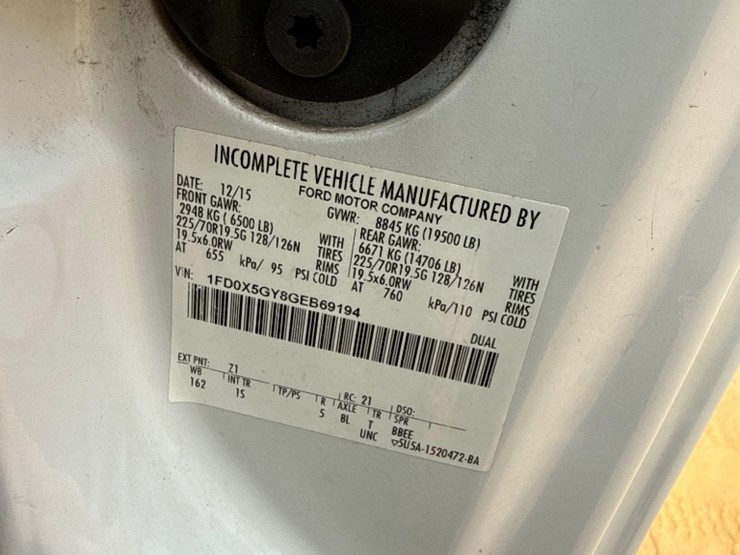 INCOMPLETE VEHICLE MANUFACTURED BY
FORD MOTOR COMPANY
DATE: 12/15 GVWR: 8845 KG (19500 LB)
FRONT GAWR: REAR GAWR:
2948 KG ( 6500 LB) WITH 6671 KG (14706 LB) WITH
225/70R19.5G 128/126N TIRES 225/70R19.5G 128/126N TIRES
19.5x6.0RW RIMS 19.5x6.0RW RIMS
AT 655 kPa/ 95 PSI COLD AT 760 kPa/110 PSI COLD
VIN: 1FD0X5GY8GEB69194 DUAL
EXT PNT: Z1 RC: 21 DSO:
WB INT TR TP/PS R AXLE TR SPR
162 1S 5 8L T BBEE
UNC 5U5A-1520472-BA